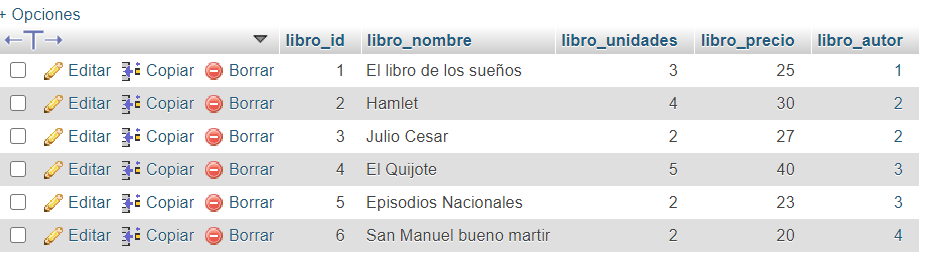 + Opciones
←T→ libro_id libro_nombre libro_unidades libro_precio libro_autor
Editar Copiar Borrar 1 El libro de los sueños 3 25 1
Editar Copiar Borrar 2 Hamlet 4 30 2
Editar Copiar Borrar 3 Julio Cesar 2 27 2
Editar Copiar Borrar 4 El Quijote 5 40 3
Editar Copiar Borrar 5 Episodios Nacionales 2 23 3
Editar Copiar Borrar 6 San Manuel bueno martir 2 20 4